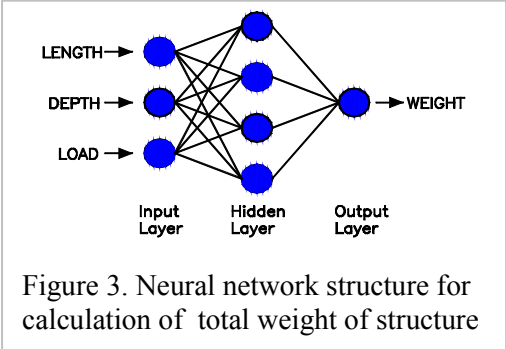 LENGTH
DEPTH
LOAD
WEIGHT
Input Hidden Output
Layer Layer Layer
Figure 3. Neural network structure for
calculation of total weight of structure